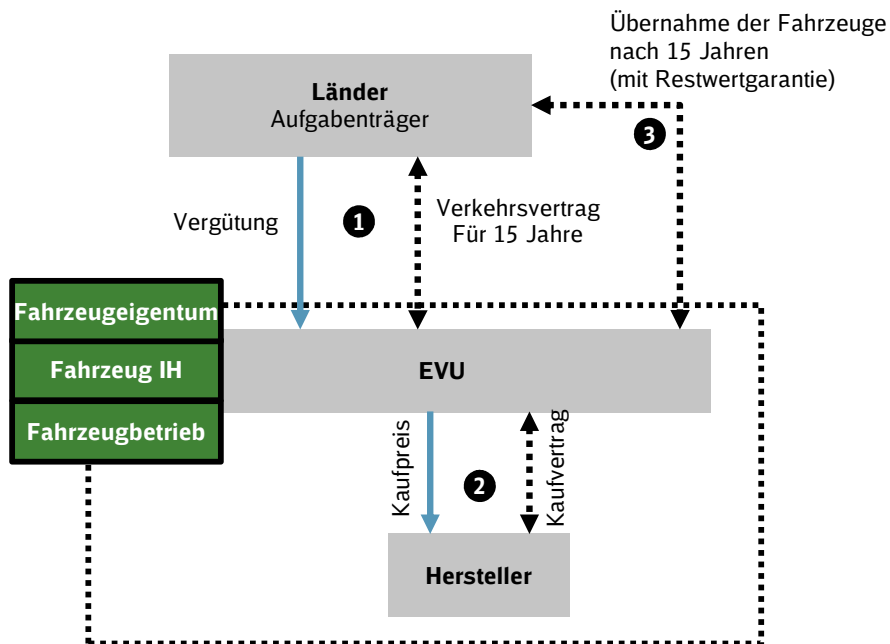 Übernahme der Fahrzeuge
nach 15 Jahren
(mit Restwertgarantie)
Länder
Aufgabenträger
3
Vergütung
1
Verkehrsvertrag
Für 15 Jahre
Fahrzeugeigentum
Fahrzeug IH
Fahrzeugbetrieb
EVU
Kaufpreis
2
Kaufvertrag
Hersteller